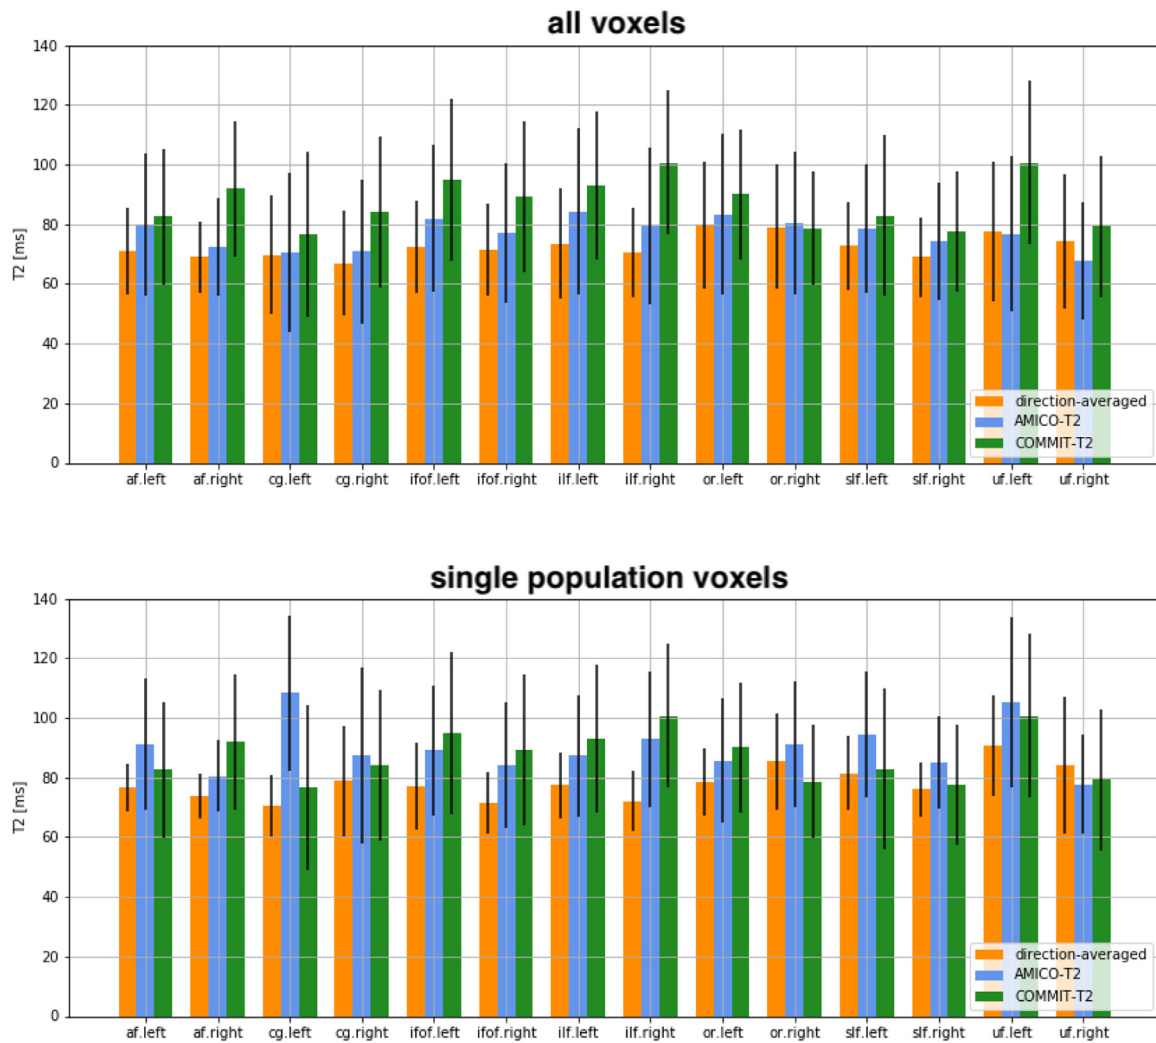 all voxels
140
120
100
80
60
40
20
0
T2 [ms]
direction-averaged
AMICO-T2
COMMIT-T2
af.left af.right cg.left cg.right ifof.left ifof.right ilf.left ilf.right or.left or.right slf.left slf.right uf.left uf.right
single population voxels
140
120
100
80
60
40
20
0
T2 [ms]
direction-averaged
AMICO-T2
COMMIT-T2
af.left af.right cg.left cg.right ifof.left ifof.right ilf.left ilf.right or.left or.right slf.left slf.right uf.left uf.right